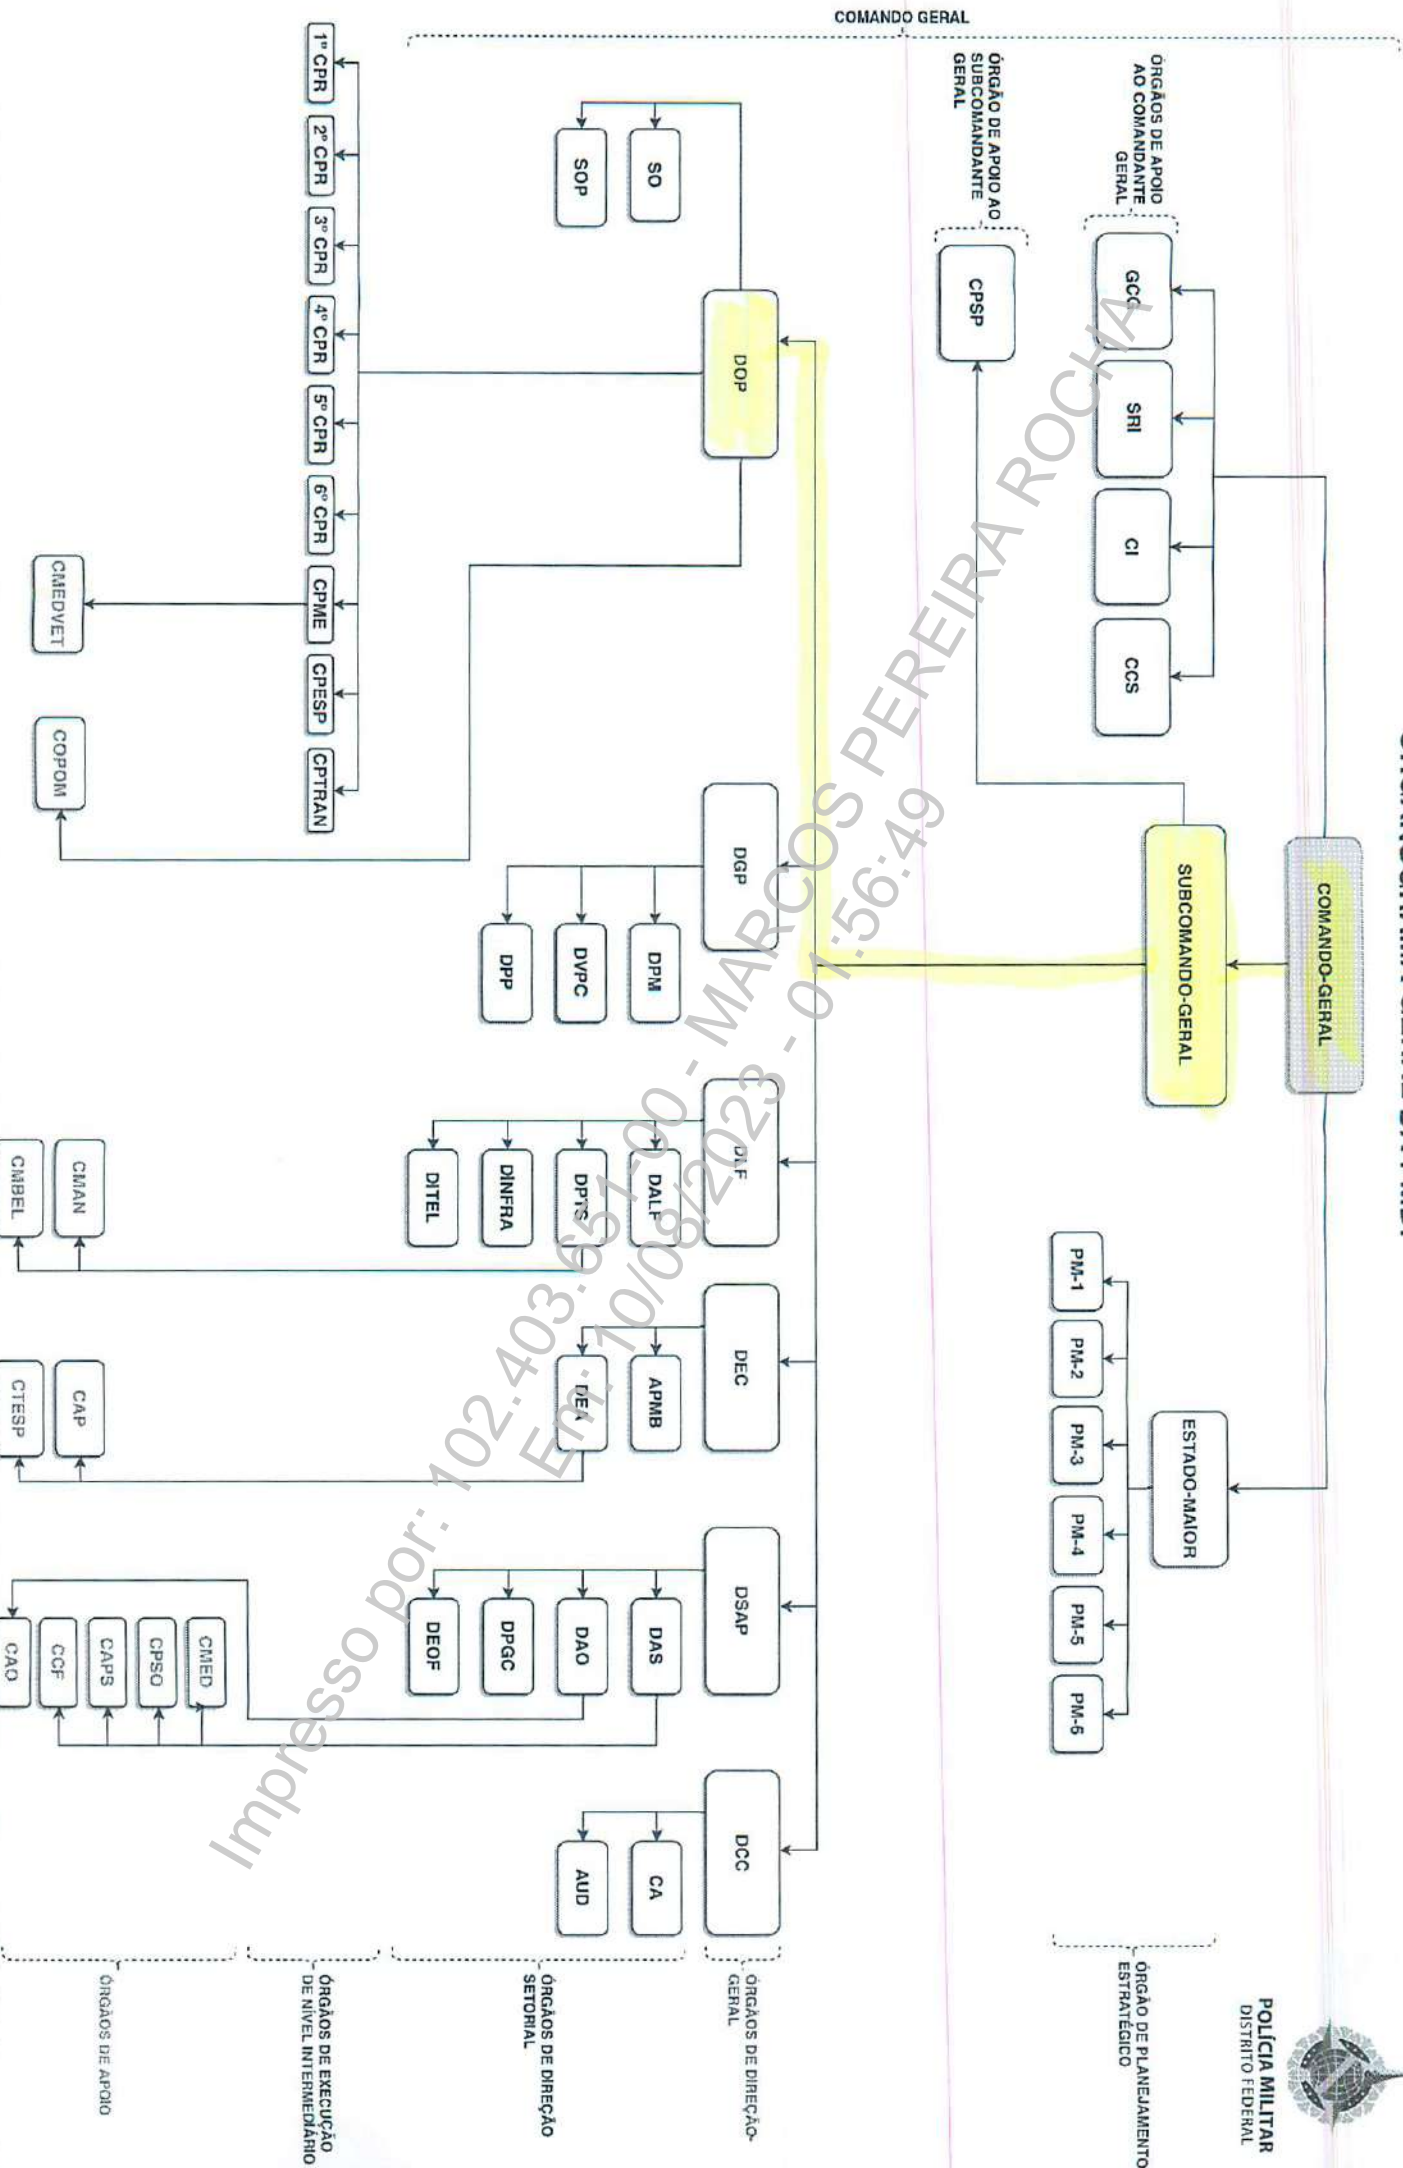 COMANDO GERAL
POLÍCIA MILITAR
DISTRITO FEDERAL
COMANDO-GERAL
SUBCOMANDO-GERAL
ESTADO-MAIOR
ÓRGÃOS DE APOIO
AO COMANDANTE
GERAL
GCG
SRI
CI
CCS
PM-1
PM-2
PM-3
PM-4
PM-5
PM-6
ÓRGÃO DE PLANEJAMENTO
ESTRATÉGICO
ÓRGÃO DE APOIO AO
SUBCOMANDANTE
GERAL
CPSP
DOP
DGP
DLF
DEC
DSAP
DCC
ÓRGÃOS DE DIREÇÃO-
GERAL
SO
SOP
DPM
DVPC
DPP
DALF
DPTS
DINFRA
DITEL
APMB
DEA
DAS
DAO
DPGC
DEOF
CA
AUD
ÓRGÃOS DE DIREÇÃO
SETORIAL
1º CPR
2º CPR
3º CPR
4º CPR
5º CPR
6º CPR
CPME
CPESP
CPTRAN
ÓRGÃOS DE EXECUÇÃO
DE NÍVEL INTERMEDIÁRIO
CMEDVET
COPOM
CMAN
CMBEL
CAP
CTESP
CMED
CPSO
CAPS
CCF
CAO
ÓRGÃOS DE APOIO
Impresso por: 102.403.651-00 - MARCOS PEREIRA ROCHA
Em: 10/08/2023 - 01:56:49